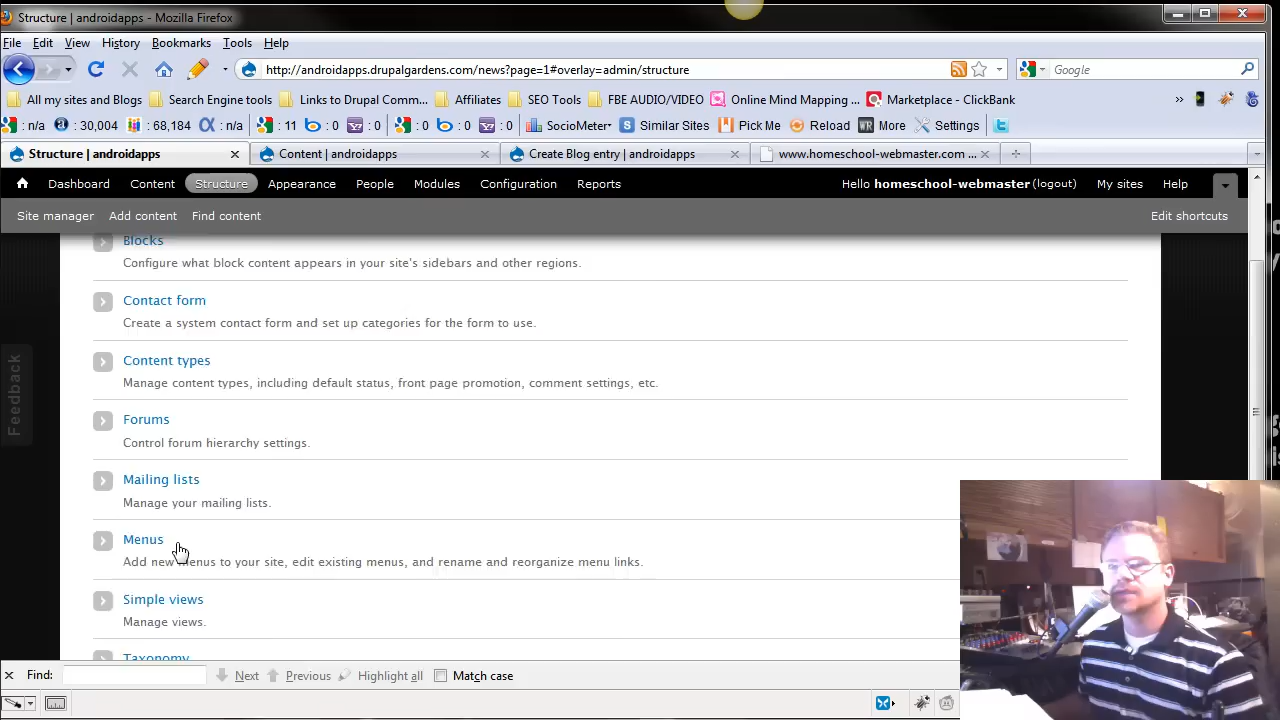 Structure | androidapps - Mozilla Firefox
File Edit View History Bookmarks Tools Help
http://androidapps.drupalgardens.com/news?page=1#overlay=admin/structure
Google
All my sites and Blogs Search Engine tools Links to Drupal Comm... Affiliates SEO Tools FBE AUDIO/VIDEO Online Mind Mapping ... Marketplace - ClickBank »
: n/a : 30,004 : 68,184 : n/a : 11 : 0 : 0 : 0 : 0 : 0 SocioMeter Similar Sites Pick Me Reload More Settings
Structure | androidapps Content | androidapps Create Blog entry | androidapps www.homeschool-webmaster.com ...
Dashboard Content Structure Appearance People Modules Configuration Reports Hello homeschool-webmaster (logout) My sites Help
Site manager Add content Find content Edit shortcuts
Blocks
Configure what block content appears in your site's sidebars and other regions.
Contact form
Create a system contact form and set up categories for the form to use.
Content types
Manage content types, including default status, front page promotion, comment settings, etc.
Feedback
Forums
Control forum hierarchy settings.
Mailing lists
Manage your mailing lists.
Menus
Add new menus to your site, edit existing menus, and rename and reorganize menu links.
Simple views
Manage views.
Taxonomy
Find: Next Previous Highlight all Match case